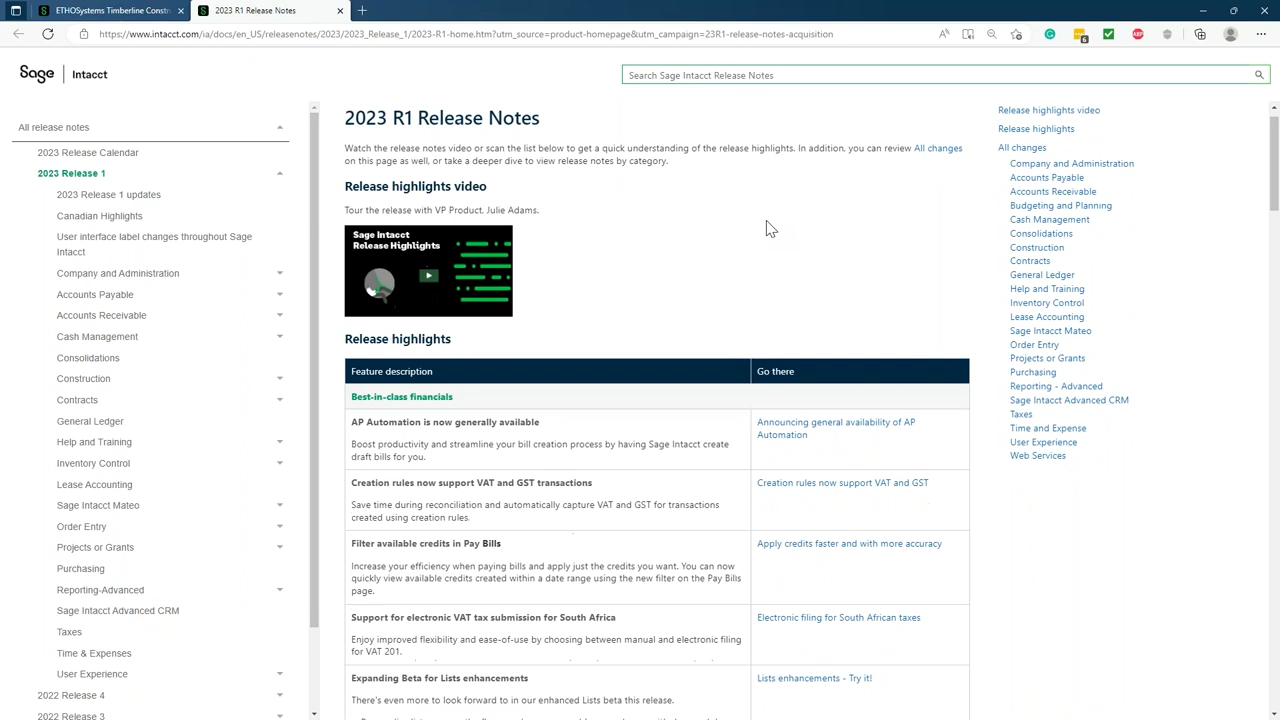 ETHOSystems Timberline Constr
2023 R1 Release Notes
https://www.intacct.com/ia/docs/en_US/releasenotes/2023/2023_Release_1/2023-R1-home.htm?utm_source=product-homepage&utm_campaign=23R1-release-notes-acquisition
Sage Intacct
Search Sage Intacct Release Notes
All release notes
2023 Release Calendar
2023 Release 1
2023 Release 1 updates
Canadian Highlights
User interface label changes throughout Sage
Intacct
Company and Administration
Accounts Payable
Accounts Receivable
Cash Management
Consolidations
Construction
Contracts
General Ledger
Help and Training
Inventory Control
Lease Accounting
Sage Intacct Mateo
Order Entry
Projects or Grants
Purchasing
Reporting-Advanced
Sage Intacct Advanced CRM
Taxes
Time & Expenses
User Experience
2022 Release 4
2022 Release 3
2023 R1 Release Notes
Watch the release notes video or scan the list below to get a quick understanding of the release highlights. In addition, you can review All changes
on this page as well, or take a deeper dive to view release notes by category.
Release highlights video
Tour the release with VP Product, Julie Adams.
Sage Intacct
Release Highlights
Release highlights
Feature description Go there
Best-in-class financials
AP Automation is now generally available
Boost productivity and streamline your bill creation process by having Sage Intacct create
draft bills for you.
Announcing general availability of AP
Automation
Creation rules now support VAT and GST transactions
Save time during reconciliation and automatically capture VAT and GST for transactions
created using creation rules.
Creation rules now support VAT and GST
Filter available credits in Pay Bills
Increase your efficiency when paying bills and apply just the credits you want. You can now
quickly view available credits created within a date range using the new filter on the Pay Bills
page.
Apply credits faster and with more accuracy
Support for electronic VAT tax submission for South Africa
Enjoy improved flexibility and ease-of-use by choosing between manual and electronic filing
for VAT 201.
Electronic filing for South African taxes
Expanding Beta for Lists enhancements
There's even more to look forward to in our enhanced Lists beta this release.
Lists enhancements - Try it!
Release highlights video
Release highlights
All changes
Company and Administration
Accounts Payable
Accounts Receivable
Budgeting and Planning
Cash Management
Consolidations
Construction
Contracts
General Ledger
Help and Training
Inventory Control
Lease Accounting
Sage Intacct Mateo
Order Entry
Projects or Grants
Purchasing
Reporting - Advanced
Sage Intacct Advanced CRM
Taxes
Time and Expense
User Experience
Web Services